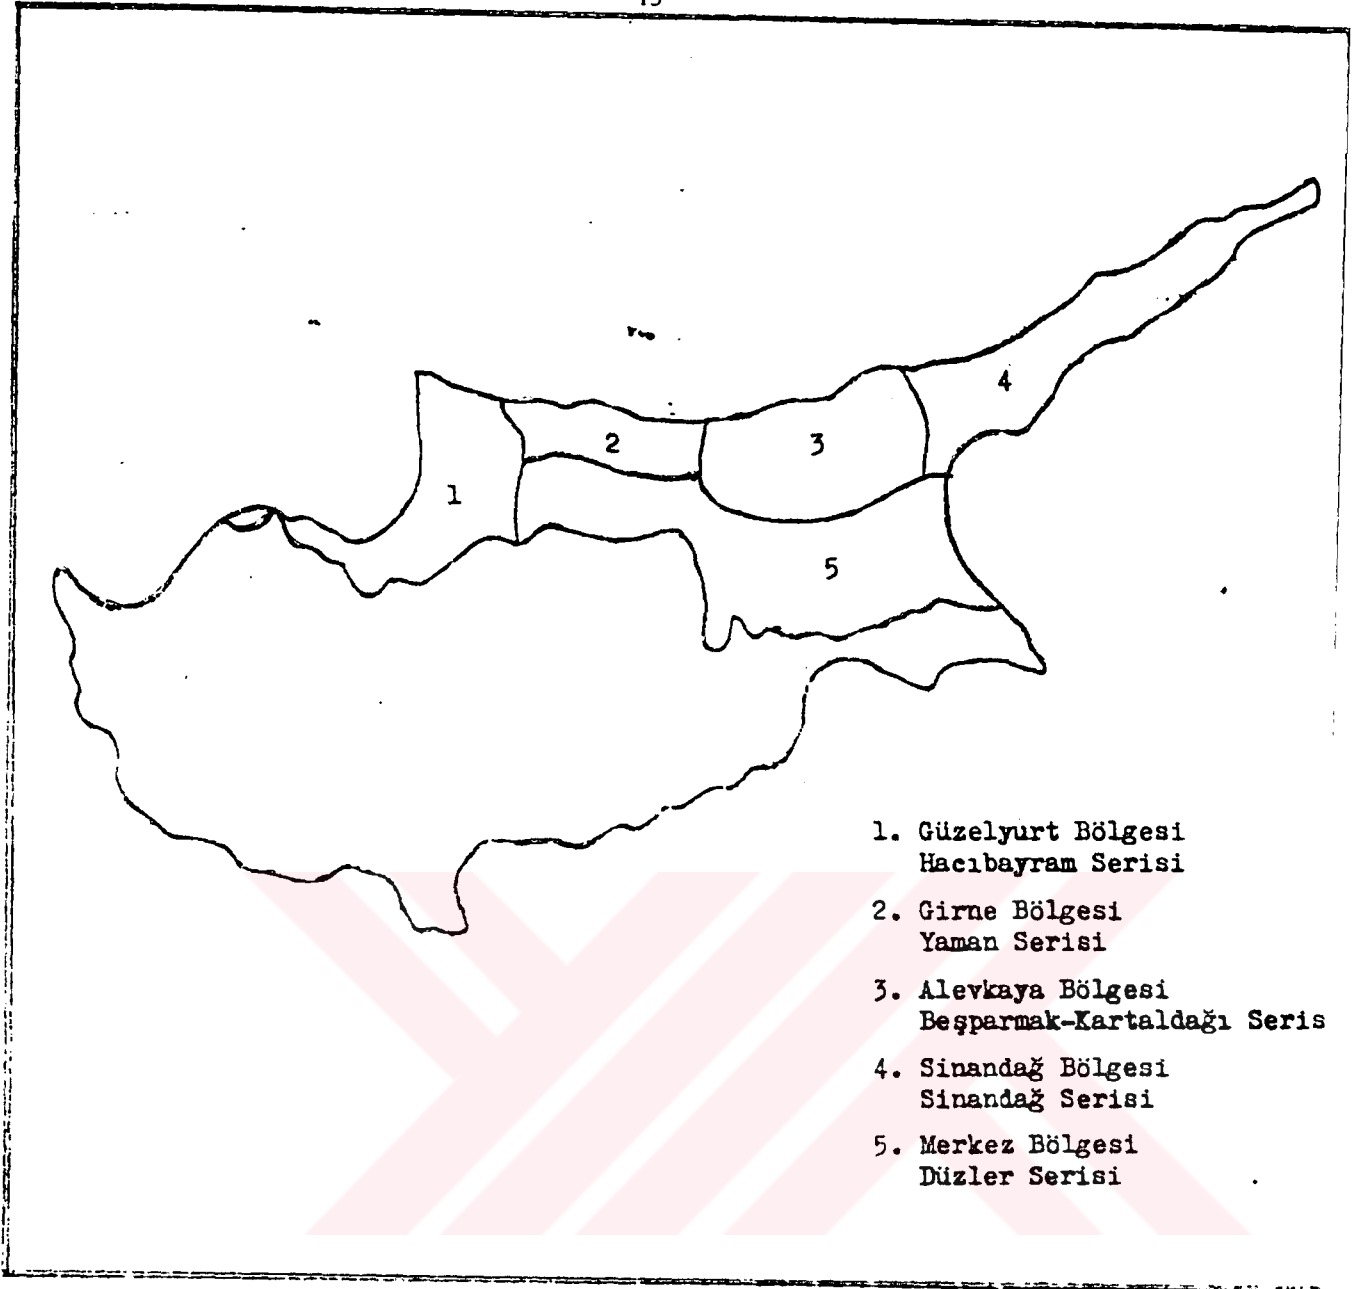 2
3
4
1
5
1. Güzelyurt Bölgesi
Hacıbayram Serisi
2. Girne Bölgesi
Yaman Serisi
3. Alevkaya Bölgesi
Beşparmak-Kartaldağı Seris
4. Sinandağ Bölgesi
Sinandağ Serisi
5. Merkez Bölgesi
Düzler Serisi